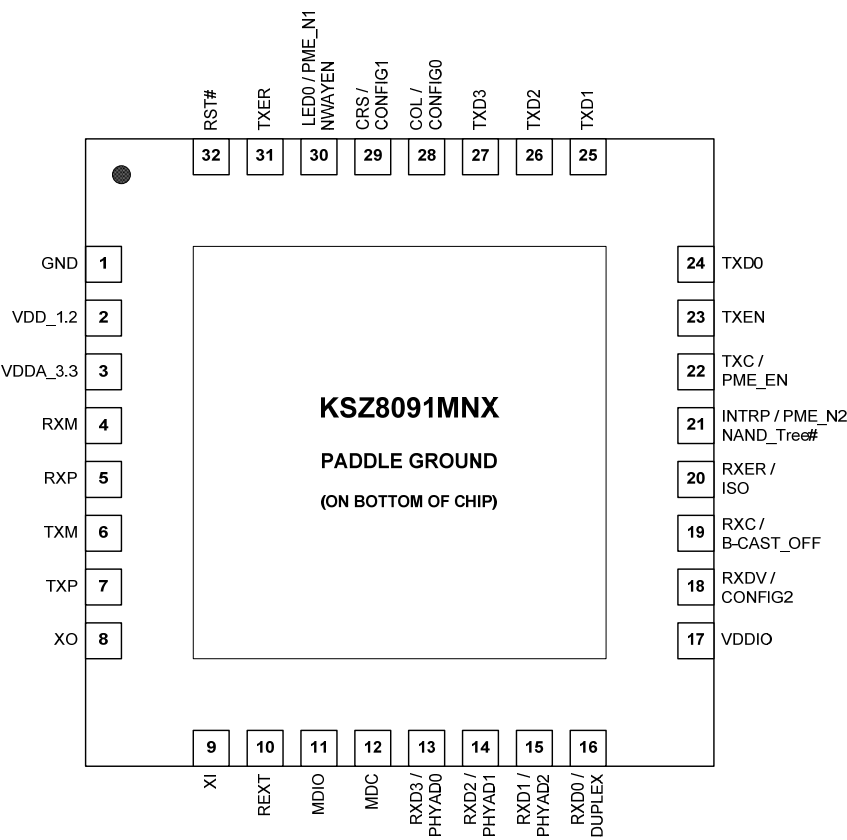 RST#
TXER
LED0 / PME_N1
NWAYEN
CRS /
CONFIG1
COL /
CONFIG0
TXD3
TXD2
TXD1
32
31
30
29
28
27
26
25
GND 1
VDD_1.2 2
VDDA_3.3 3
RXM 4
RXP 5
TXM 6
TXP 7
XO 8
KSZ8091MNX
PADDLE GROUND
(ON BOTTOM OF CHIP)
24 TXD0
23 TXEN
22 TXC /
PME_EN
21 INTRP / PME_N2
NAND_Tree#
20 RXER /
ISO
19 RXC /
B-CAST_OFF
18 RXDV /
CONFIG2
17 VDDIO
9
10
11
12
13
14
15
16
XI
REXT
MDIO
MDC
RXD3 /
PHYAD0
RXD2 /
PHYAD1
RXD1 /
PHYAD2
RXD0 /
DUPLEX